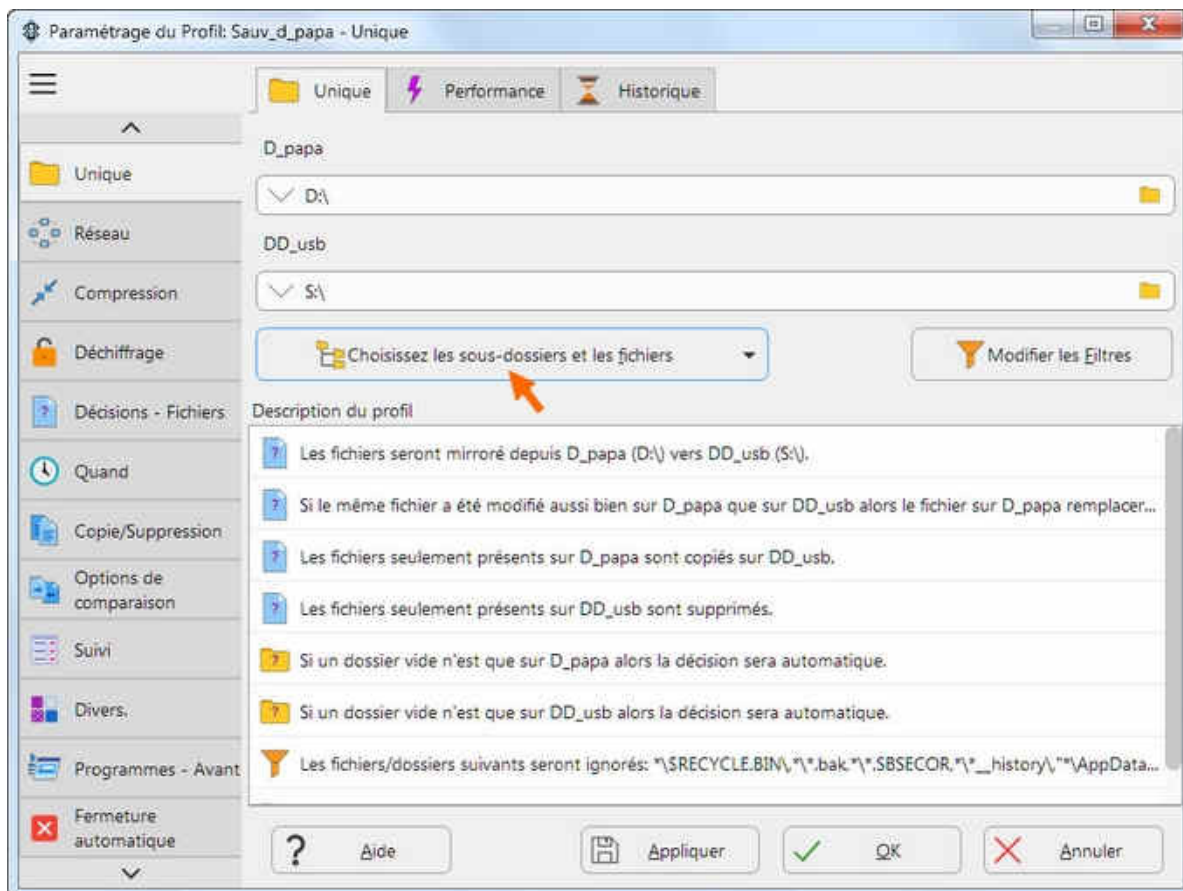 Paramétrage du Profil: Sauv_d_papa - Unique
Unique
Performance
Historique
D_papa
D:\
DD_usb
S:\
Choisissez les sous-dossiers et les fichiers
Modifier les Filtres
Description du profil
Les fichiers seront mirroré depuis D_papa (D:\) vers DD_usb (S:\).
Si le même fichier a été modifié aussi bien sur D_papa que sur DD_usb alors le fichier sur D_papa remplacer...
Les fichiers seulement présents sur D_papa sont copiés sur DD_usb.
Les fichiers seulement présents sur DD_usb sont supprimés.
Si un dossier vide n'est que sur D_papa alors la décision sera automatique.
Si un dossier vide n'est que sur DD_usb alors la décision sera automatique.
Les fichiers/dossiers suivants seront ignorés: *\$RECYCLE.BIN\,*\*.bak,*\*.SBSECOR,*\*__history\,"*\AppData...
Unique
Réseau
Compression
Déchiffrage
Décisions - Fichiers
Quand
Copie/Suppression
Options de
comparaison
Suivi
Divers.
Programmes - Avant
Fermeture
automatique
Aide
Appliquer
OK
Annuler